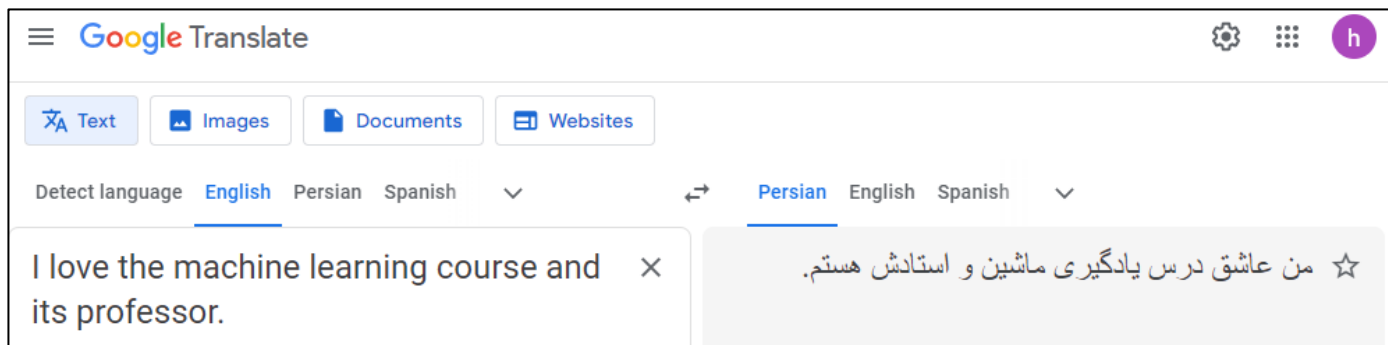 Google Translate
h
Text Images Documents Websites
Detect language English Persian Spanish Persian English Spanish
I love the machine learning course and
its professor.
من عاشق درس یادگیری ماشین و استادش هستم.